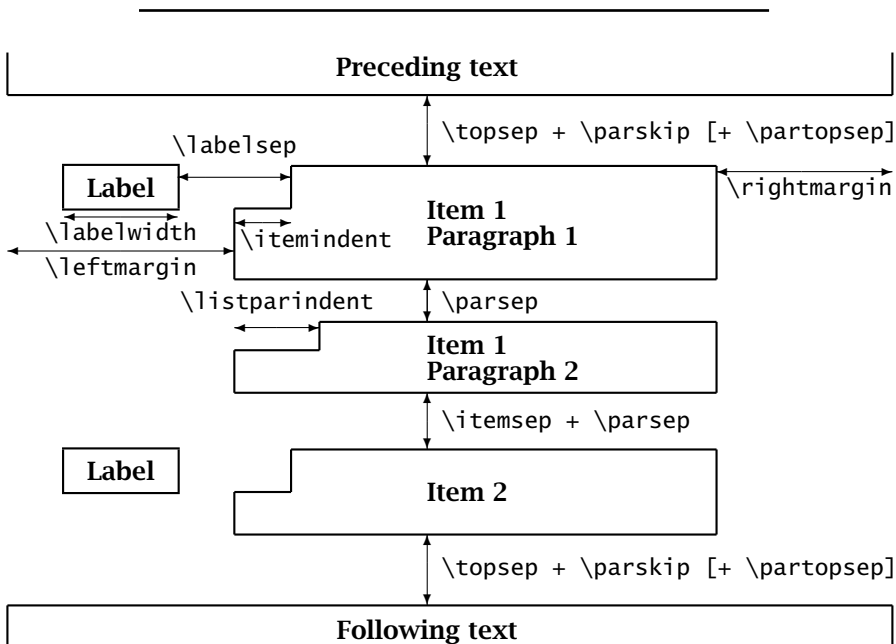 Preceding text
\topsep + \parskip [+ \partopsep]
\labelsep
Label
\rightmargin
Item 1
Paragraph 1
\labelwidth
\itemindent
\leftmargin
\listparindent
\parsep
Item 1
Paragraph 2
\itemsep + \parsep
Label
Item 2
\topsep + \parskip [+ \partopsep]
Following text